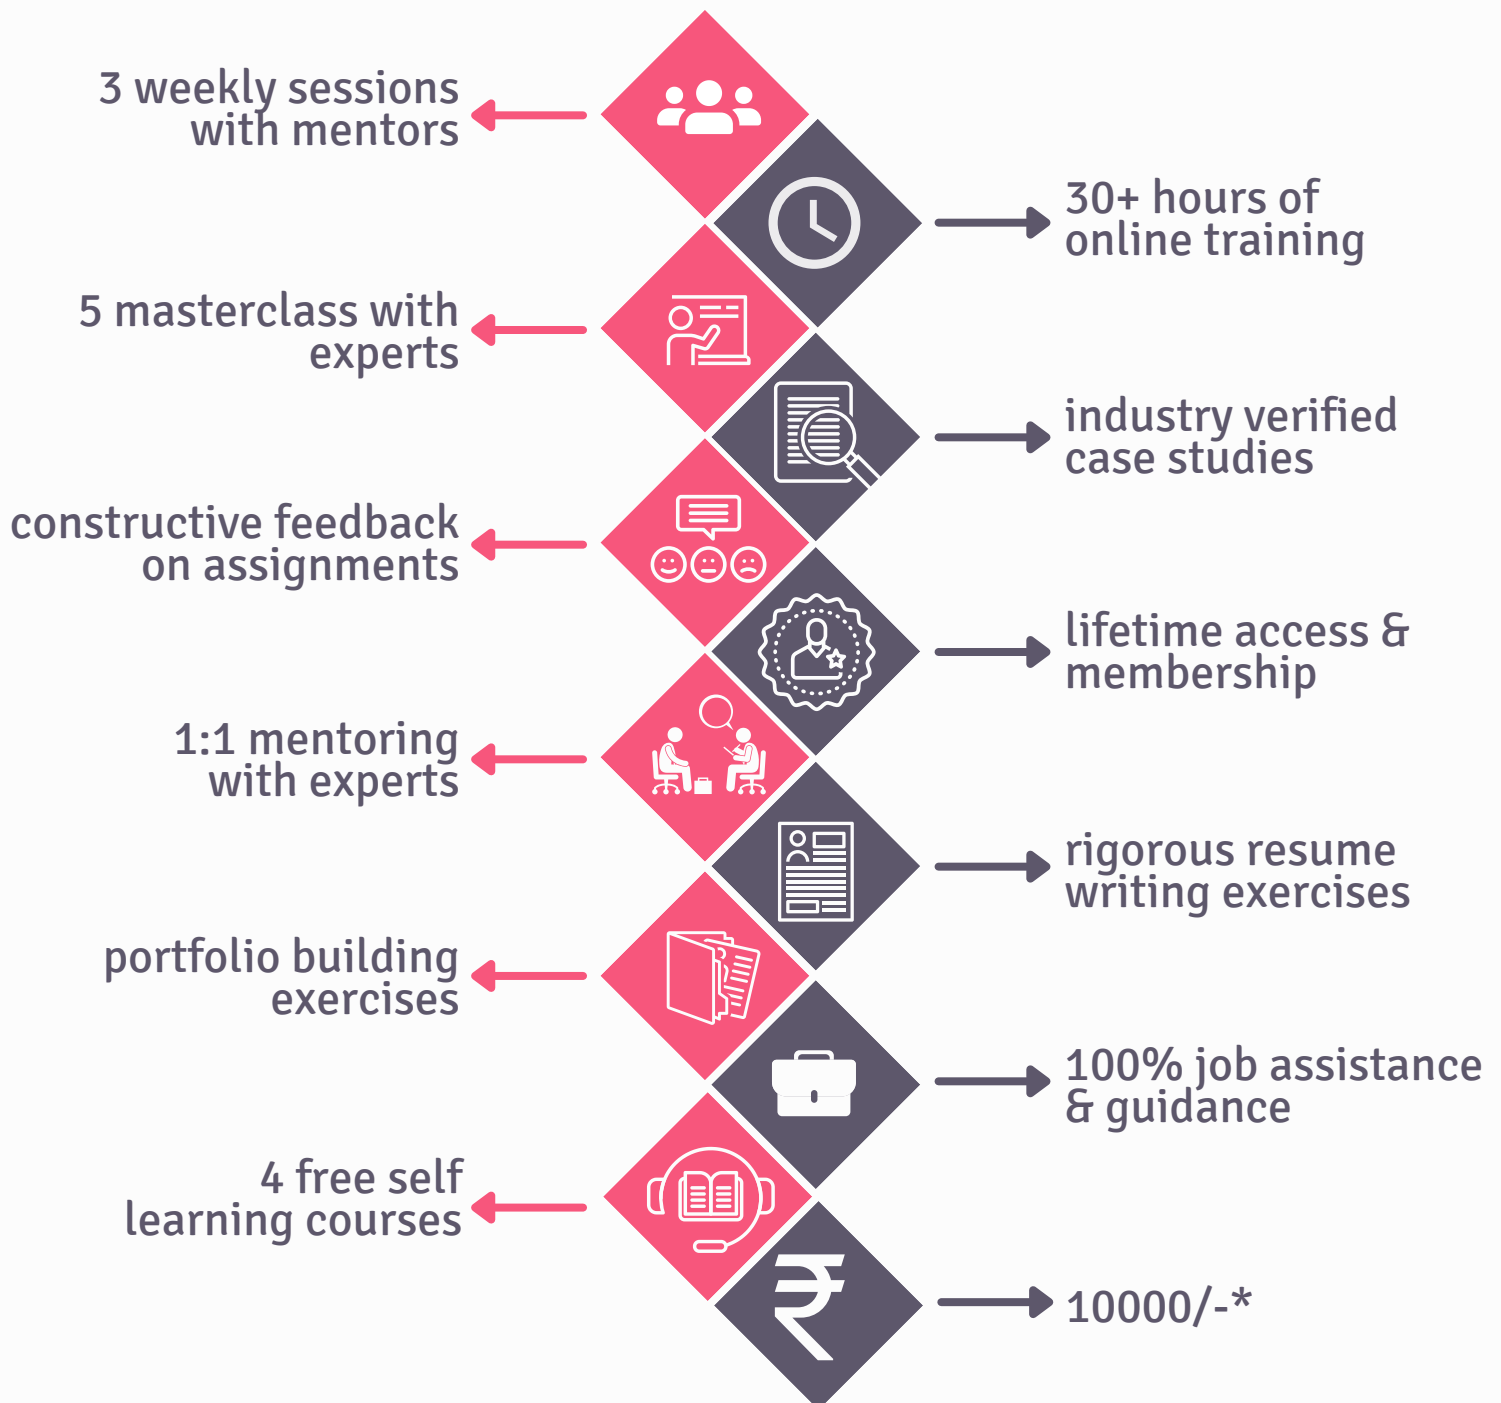 3 weekly sessions
with mentors
30+ hours of
online training
5 masterclass with
experts
industry verified
case studies
constructive feedback
on assignments
lifetime access &
membership
1:1 mentoring
with experts
rigorous resume
writing exercises
portfolio building
exercises
100% job assistance
& guidance
4 free self
learning courses
₹
10000/-*